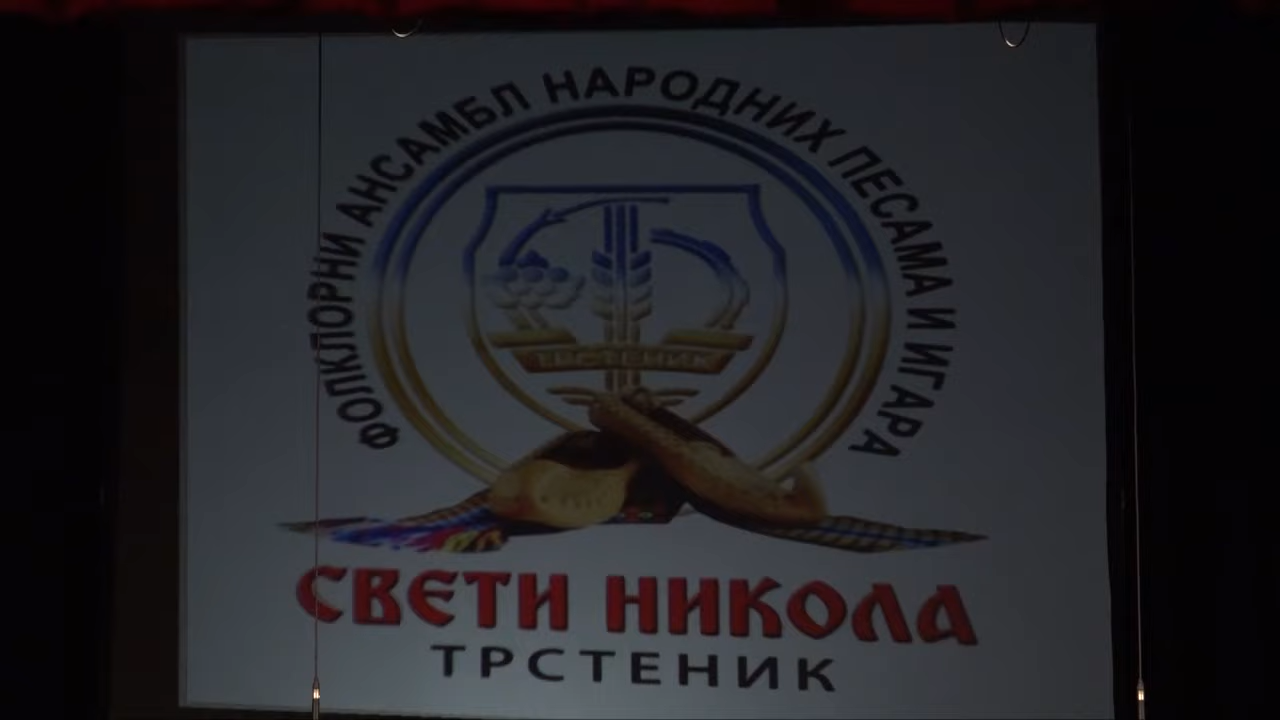 ФОЛКЛОРНИ АНСАМБЛ НАРОДНИХ ПЕСАМА И ИГАРА
ТРСТЕНИК
СВЕТИ НИКОЛА
ТРСТЕНИК